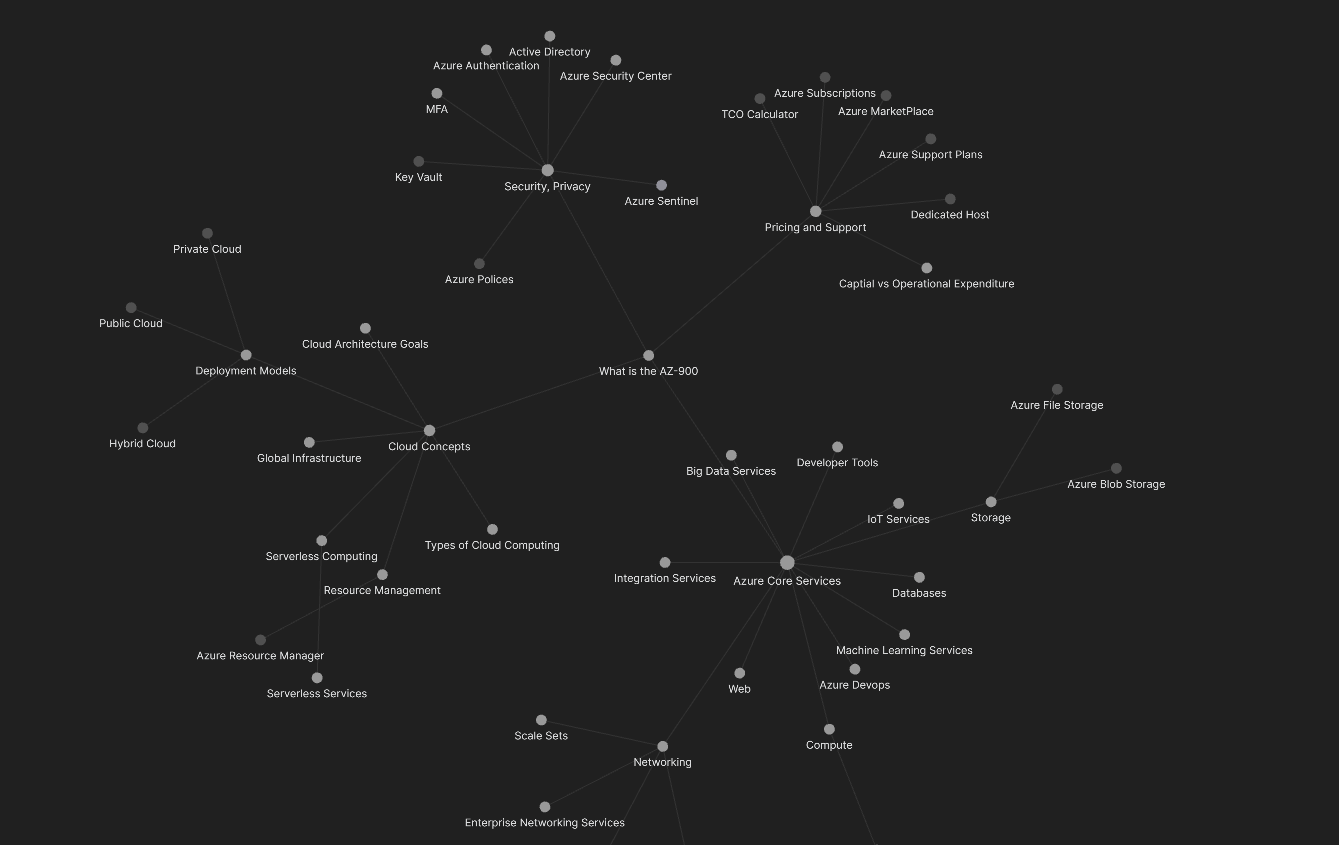 Active Directory
Azure Authentication
Azure Security Center
Azure Subscriptions
MFA
Azure MarketPlace
TCO Calculator
Azure Support Plans
Key Vault
Security, Privacy
Azure Sentinel
Dedicated Host
Pricing and Support
Private Cloud
Azure Polices
Captial vs Operational Expenditure
Public Cloud
Cloud Architecture Goals
Deployment Models
What is the AZ-900
Azure File Storage
Hybrid Cloud
Cloud Concepts
Global Infrastructure
Developer Tools
Big Data Services
Azure Blob Storage
IoT Services
Storage
Types of Cloud Computing
Serverless Computing
Integration Services
Azure Core Services
Resource Management
Databases
Machine Learning Services
Azure Resource Manager
Azure Devops
Web
Serverless Services
Scale Sets
Compute
Networking
Enterprise Networking Services